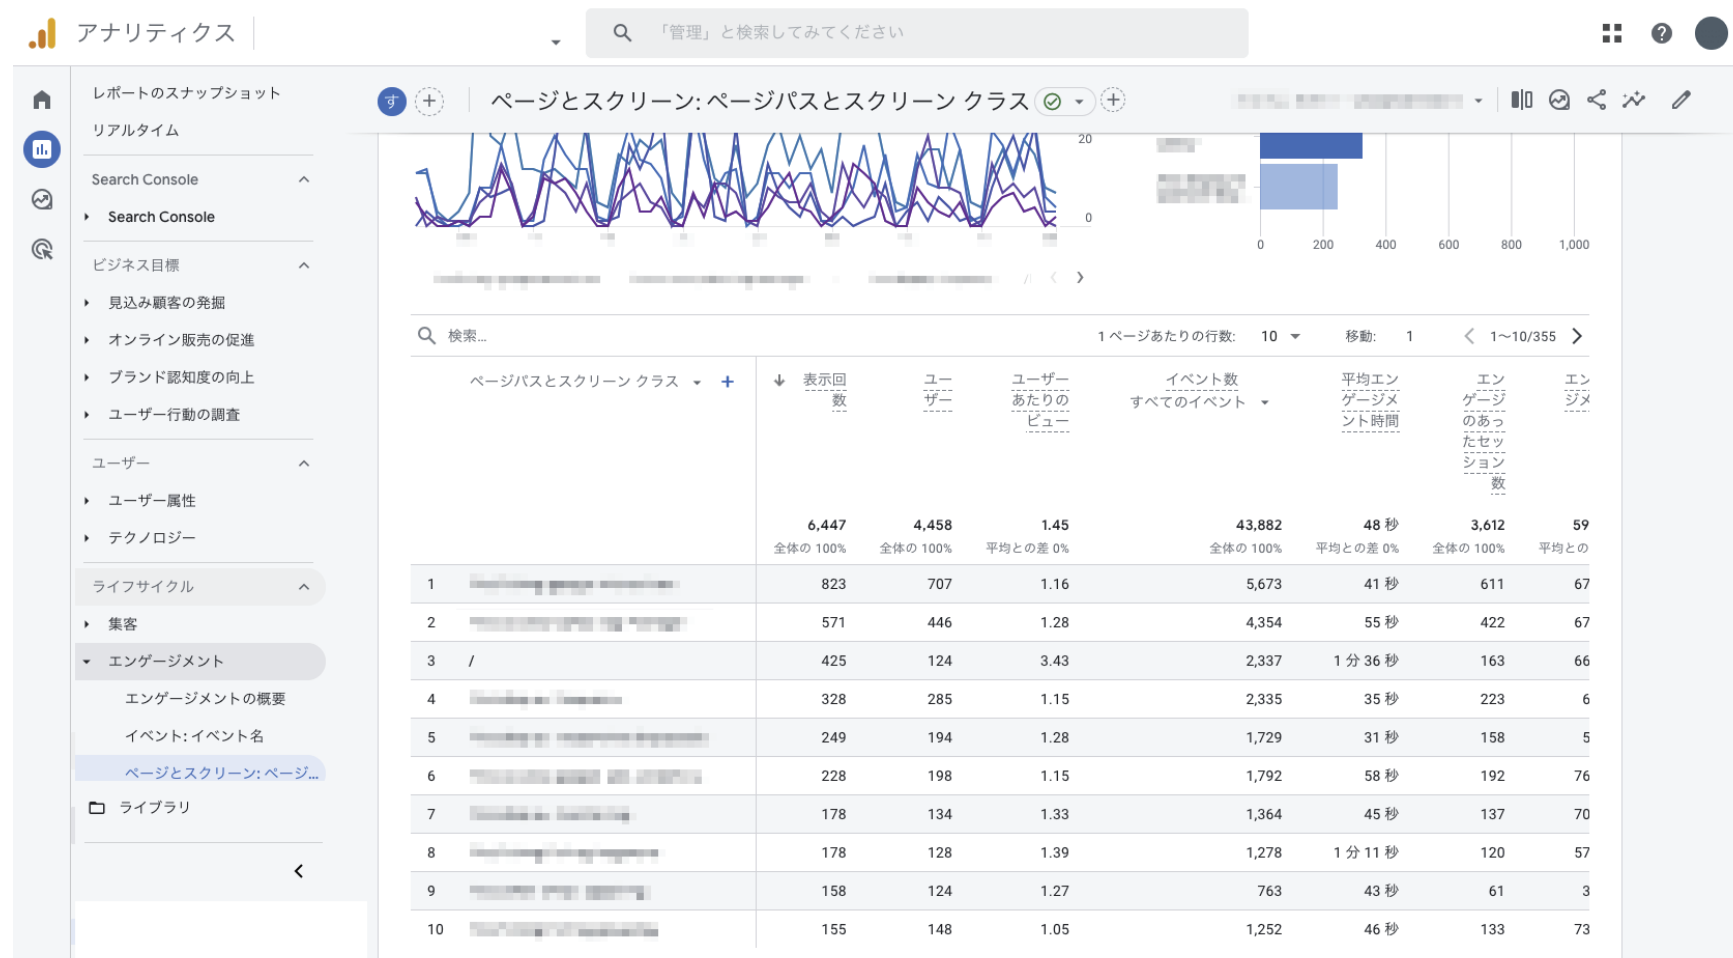 アナリティクス
「管理」と検索してみてください
レポートのスナップショット
リアルタイム
Search Console
Search Console
ビジネス目標
見込み顧客の発掘
オンライン販売の促進
ブランド認知度の向上
ユーザー行動の調査
ユーザー
ユーザー属性
テクノロジー
ライフサイクル
集客
エンゲージメント
エンゲージメントの概要
イベント: イベント名
ページとスクリーン: ページ...
ライブラリ
す
ページとスクリーン: ページパスとスクリーン クラス
20
0
0 200 400 600 800 1,000
検索...
1 ページあたりの行数: 10 移動: 1 1〜10/355
ページパスとスクリーン クラス
表示回
数
ユー
ザー
ユーザー
あたりの
ビュー
イベント数
すべてのイベント
平均エン
ゲージメ
ント時間
エン
ゲージ
のあっ
たセッ
ション
数
エン
ジメ
6,447 4,458 1.45 43,882 48 秒 3,612 59
全体の 100% 全体の 100% 平均との差 0% 全体の 100% 平均との差 0% 全体の 100% 平均との
1 823 707 1.16 5,673 41 秒 611 67
2 571 446 1.28 4,354 55 秒 422 67
3 / 425 124 3.43 2,337 1 分 36 秒 163 66
4 328 285 1.15 2,335 35 秒 223 6
5 249 194 1.28 1,729 31 秒 158 5
6 228 198 1.15 1,792 58 秒 192 76
7 178 134 1.33 1,364 45 秒 137 70
8 178 128 1.39 1,278 1 分 11 秒 120 57
9 158 124 1.27 763 43 秒 61 3
10 155 148 1.05 1,252 46 秒 133 73